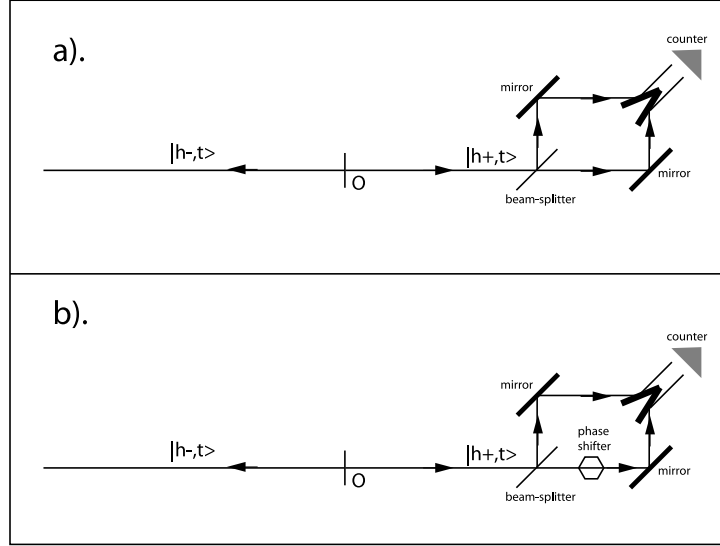 a).
counter
mirror
|h-,t>
|h+,t>
O
mirror
beam-splitter
b).
counter
mirror
phase
shifter
|h-,t>
|h+,t>
O
mirror
beam-splitter